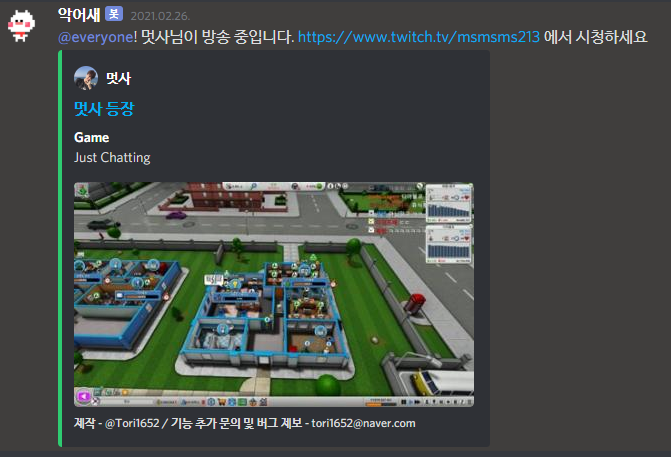 악어새 봇 2021.02.26.
@everyone! 멋사님이 방송 중입니다. https://www.twitch.tv/msmsms213 에서 시청하세요
멋사
멋사 등장
Game
Just Chatting
제작 - @Tori1652 / 기능 추가 문의 및 버그 제보 - tori1652@naver.com